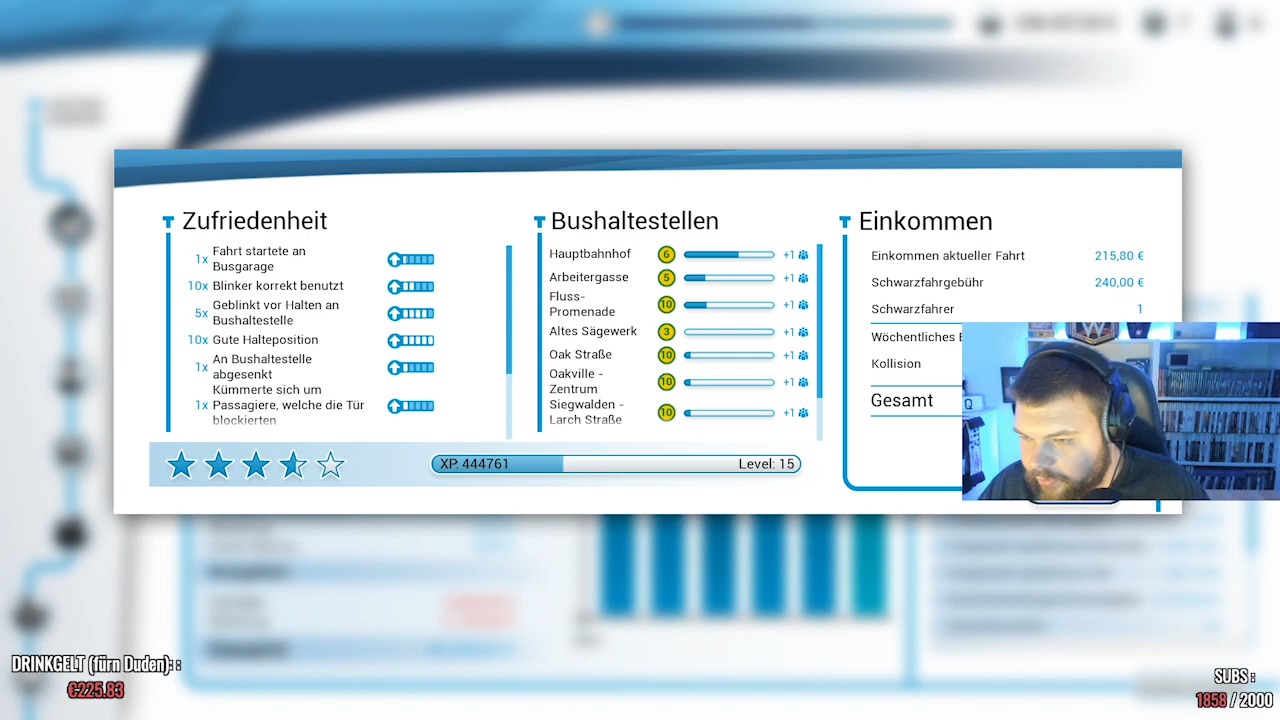 Zufriedenheit
1x Fahrt startete an
Busgarage
10x Blinker korrekt benutzt
5x Geblinkt vor Halten an
Bushaltestelle
10x Gute Halteposition
1x An Bushaltestelle
abgesenkt
1x Kümmerte sich um
Passagiere, welche die Tür
blockierten
XP: 444761
Level: 15
Bushaltestellen
Hauptbahnhof 6 +1
Arbeitergasse 5 +1
Fluss-
Promenade 10 +1
Altes Sägewerk 3 +1
Oak Straße 10 +1
Oakville -
Zentrum 10 +1
Siegwalden -
Larch Straße 10 +1
Einkommen
Einkommen aktueller Fahrt 215,80 €
Schwarzfahrgebühr 240,00 €
Schwarzfahrer 1
Wöchentliches
Kollision
Gesamt
Q
W
DRINKGELT (fürn Duden): :
€225.83
SUBS :
1858 / 2000